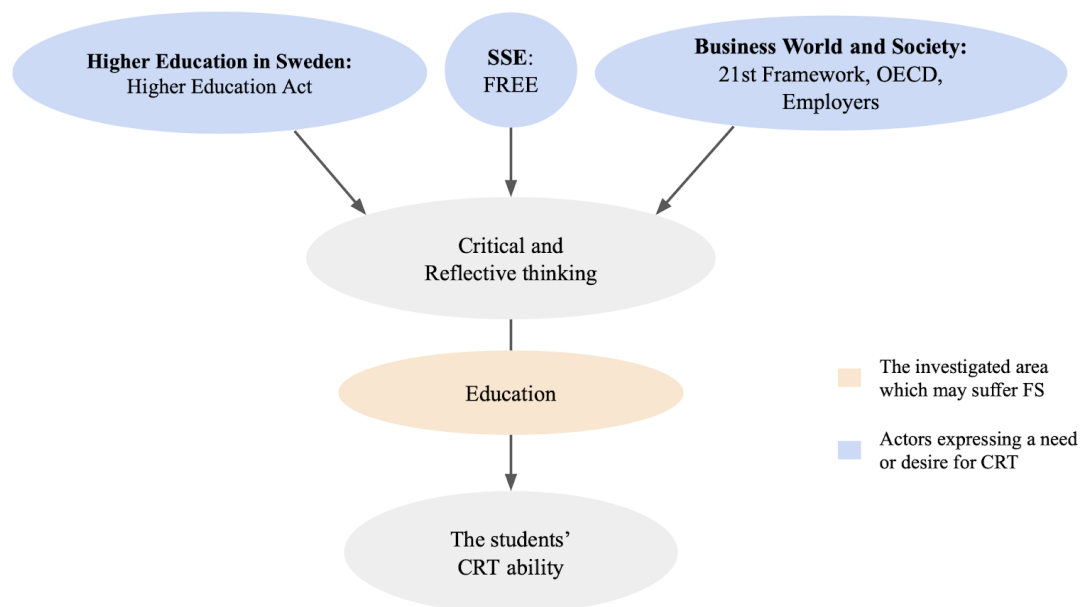 Higher Education in Sweden:
Higher Education Act
SSE:
FREE
Business World and Society:
21st Framework, OECD,
Employers
Critical and
Reflective thinking
Education
The investigated area
which may suffer FS
Actors expressing a need
or desire for CRT
The students’
CRT ability